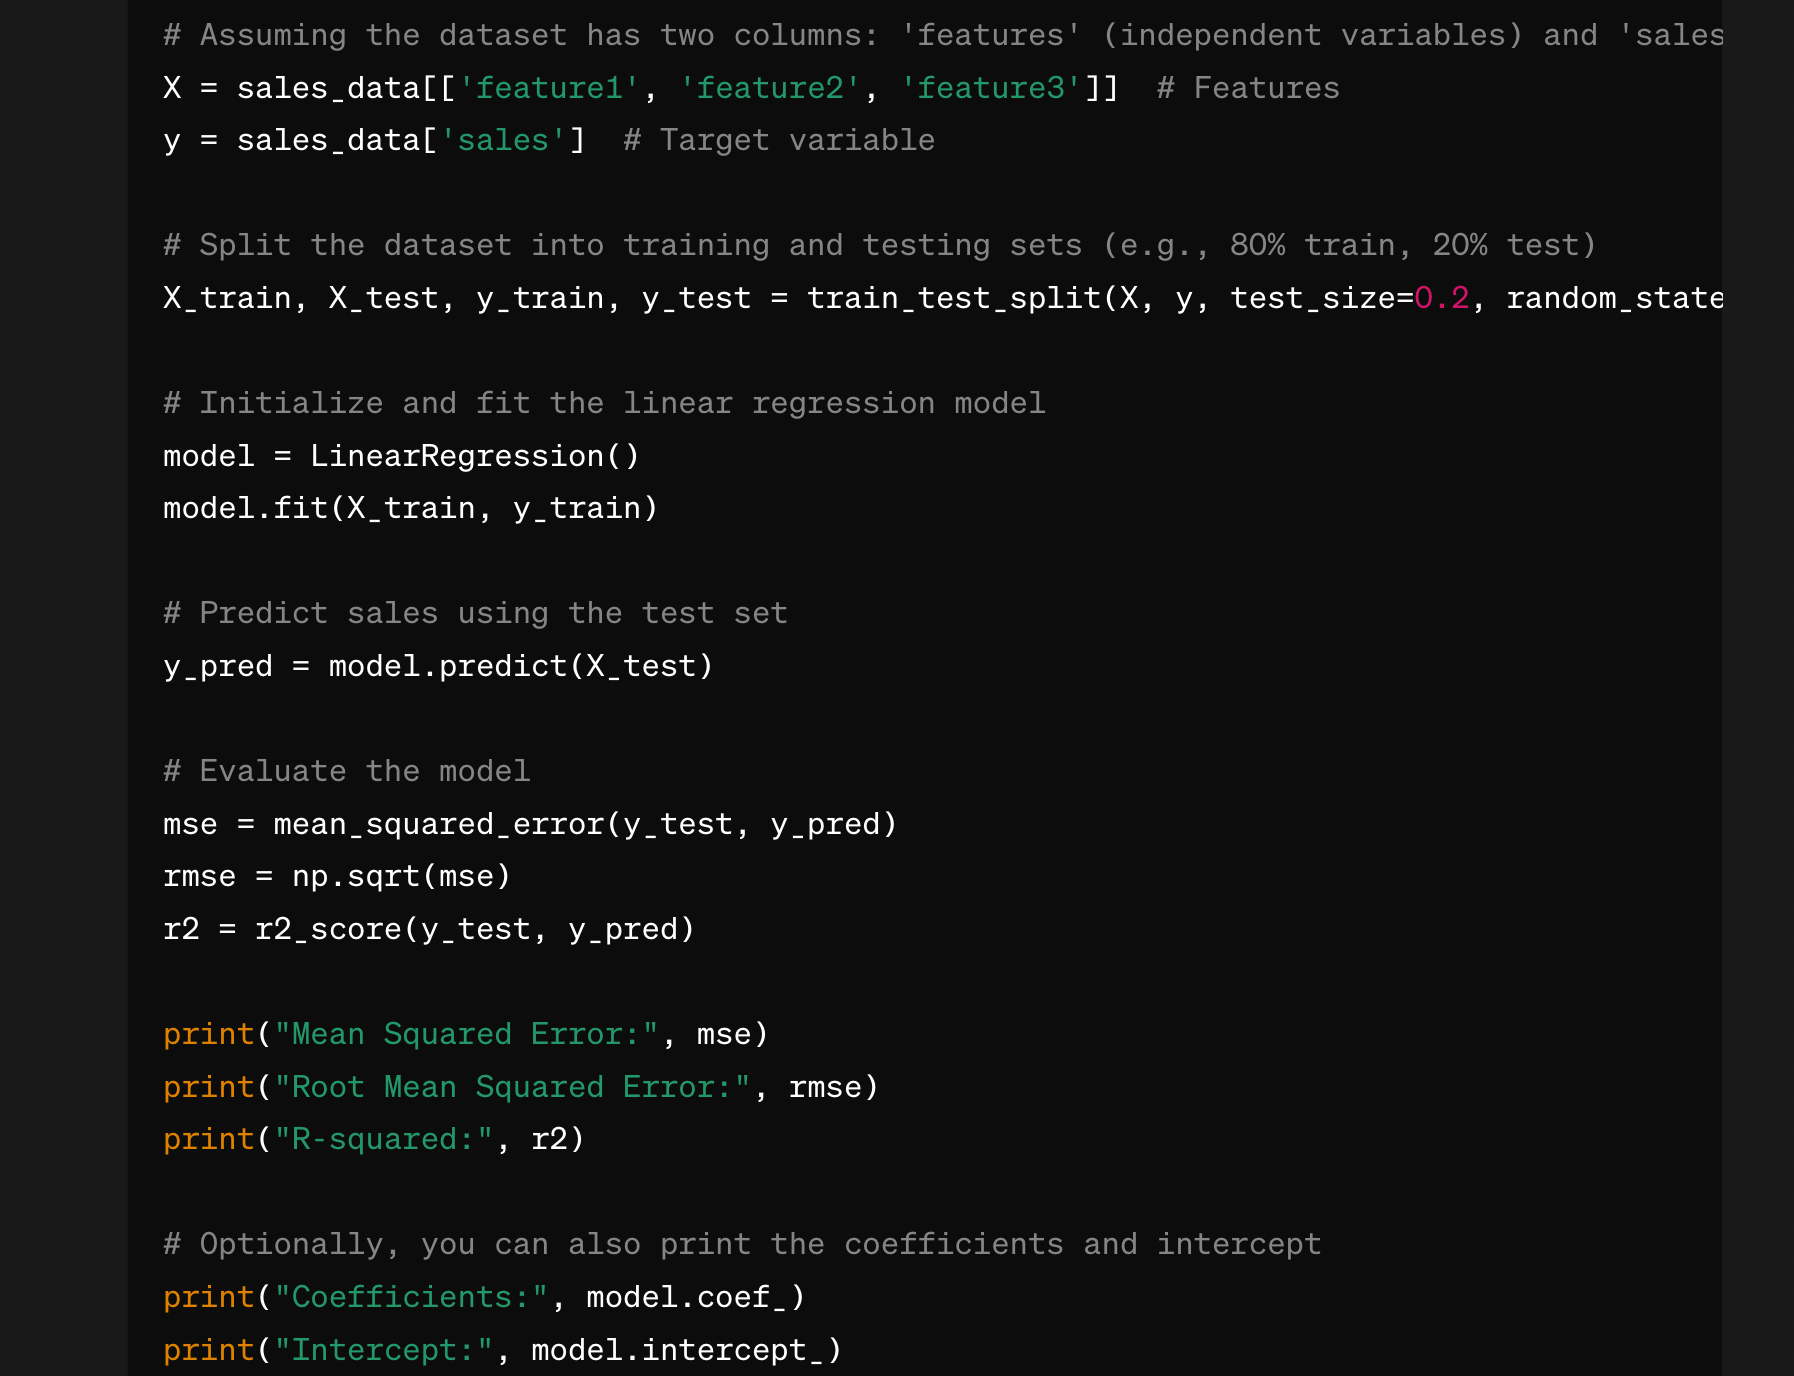 # Assuming the dataset has two columns: 'features' (independent variables) and 'sales
X = sales_data[['feature1', 'feature2', 'feature3']]  # Features
y = sales_data['sales']  # Target variable
# Split the dataset into training and testing sets (e.g., 80% train, 20% test)
X_train, X_test, y_train, y_test = train_test_split(X, y, test_size=0.2, random_state
# Initialize and fit the linear regression model
model = LinearRegression()
model.fit(X_train, y_train)
# Predict sales using the test set
y_pred = model.predict(X_test)
# Evaluate the model
mse = mean_squared_error(y_test, y_pred)
rmse = np.sqrt(mse)
r2 = r2_score(y_test, y_pred)
print("Mean Squared Error:", mse)
print("Root Mean Squared Error:", rmse)
print("R-squared:", r2)
# Optionally, you can also print the coefficients and intercept
print("Coefficients:", model.coef_)
print("Intercept:", model.intercept_)